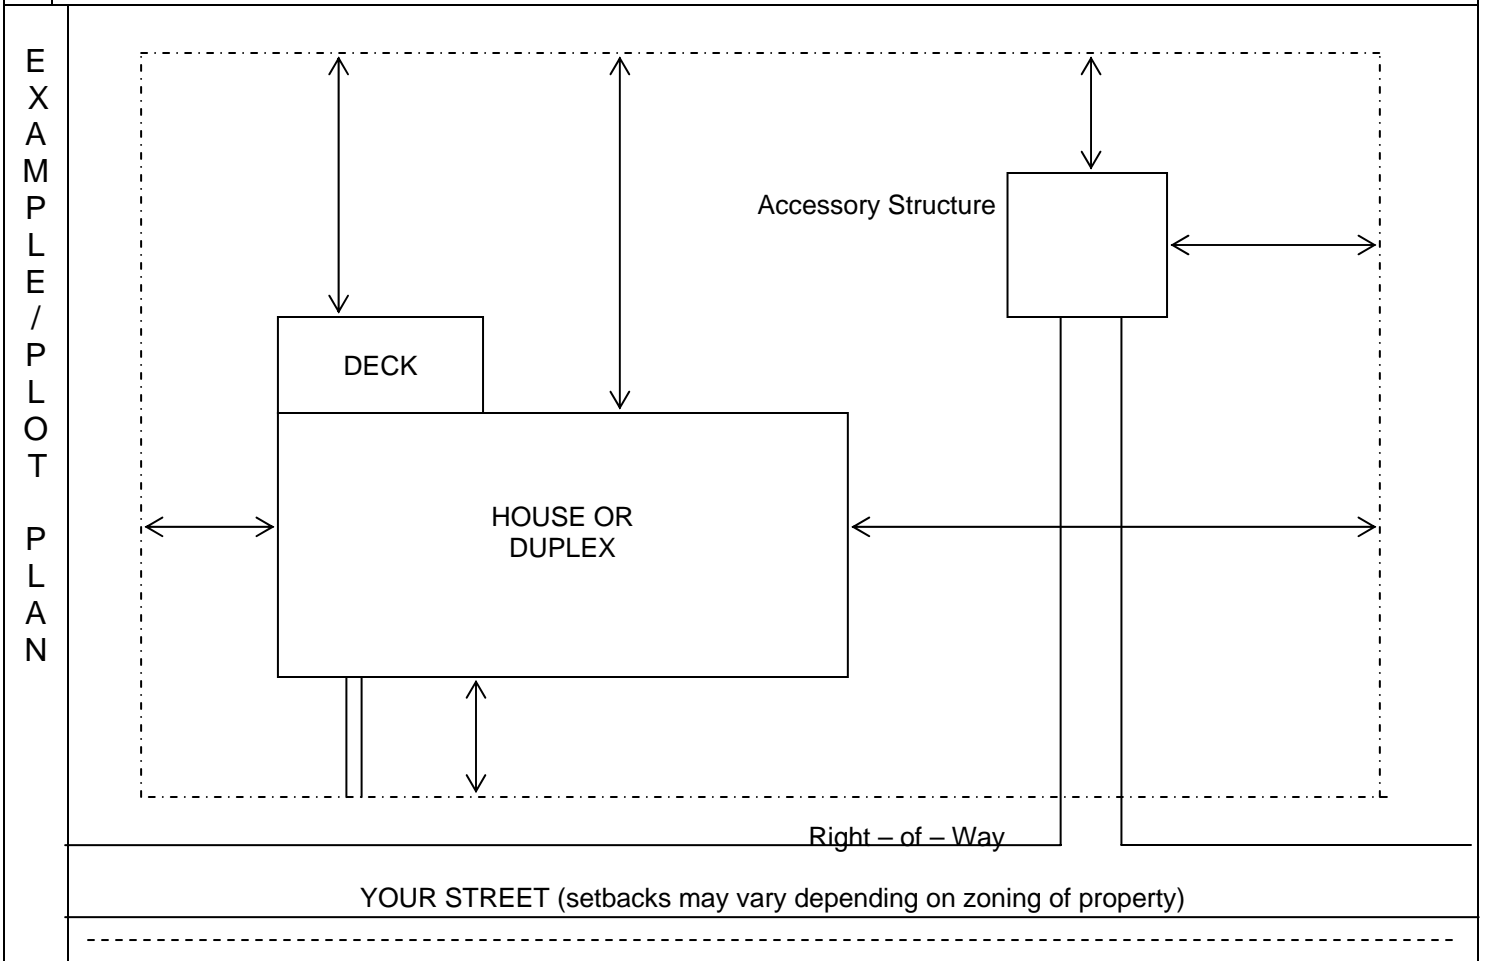 EXAMPLE/PLOT PLAN
Accessory Structure
DECK
HOUSE OR
DUPLEX
Right – of – Way
YOUR STREET (setbacks may vary depending on zoning of property)